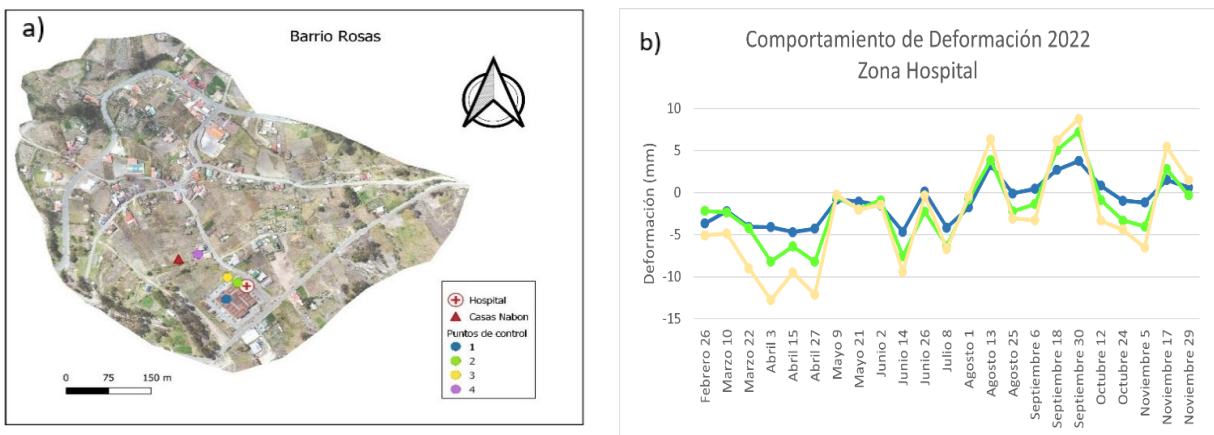 a)
Barrio Rosas
Hospital
Casas Nabon
Puntos de control
1
2
3
4
0 75 150 m
b)
Comportamiento de Deformación 2022
Zona Hospital
Deformación (mm)
10
5
0
-5
-10
-15
Febrero 26
Marzo 10
Marzo 22
Abril 3
Abril 15
Abril 27
Mayo 9
Mayo 21
Junio 2
Junio 14
Junio 26
Julio 8
Agosto 1
Agosto 13
Agosto 25
Septiembre 6
Septiembre 18
Septiembre 30
Octubre 12
Octubre 24
Noviembre 5
Noviembre 17
Noviembre 29